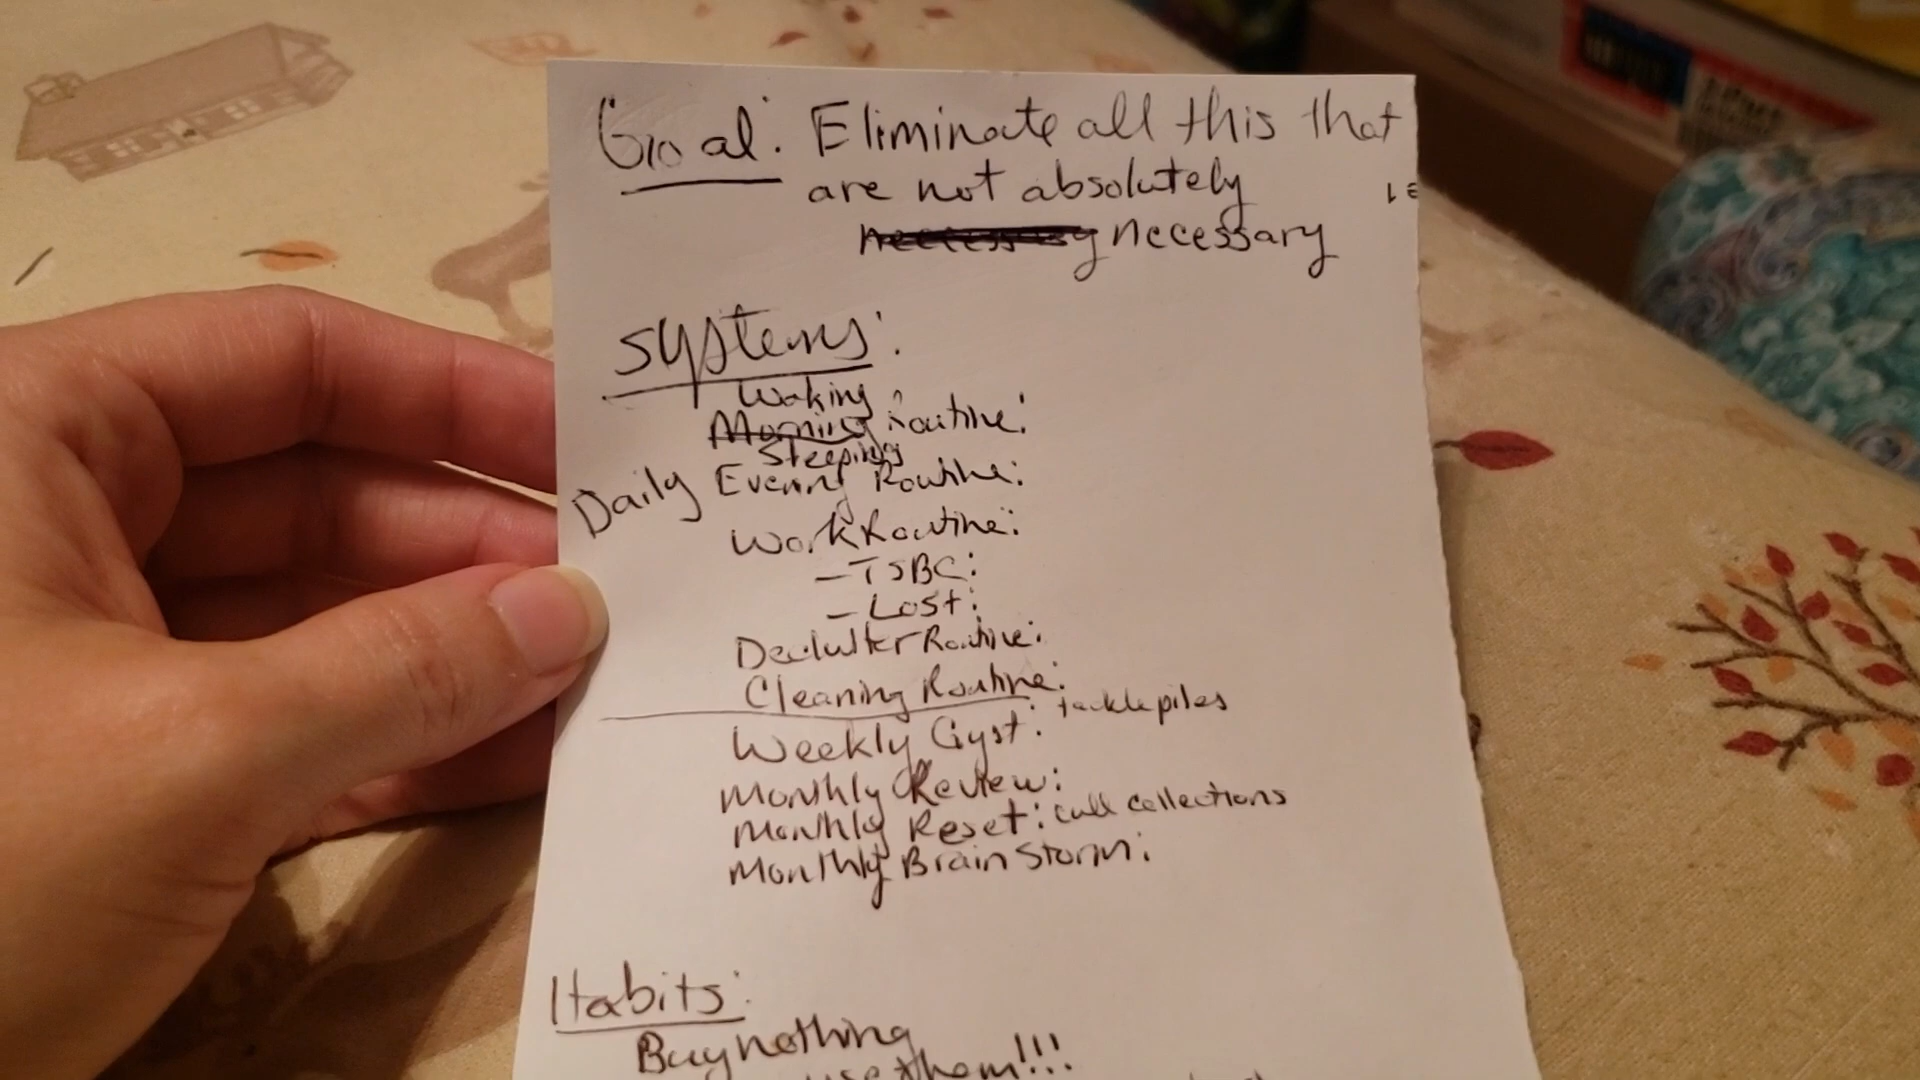 Goal: Eliminate all this that
are not absolutely
necessary
Systems:
Waking
Morning Routine:
Sleeping
Daily Evening Routine:
Work Routine:
- TSBC:
- Lost:
Declutter Routine:
Cleaning Routine:
Weekly Gyst: tackle piles
Monthly Review:
Monthly Reset: cull collections
Monthly Brain Storm:
Habits:
Buy nothing
use them!!!